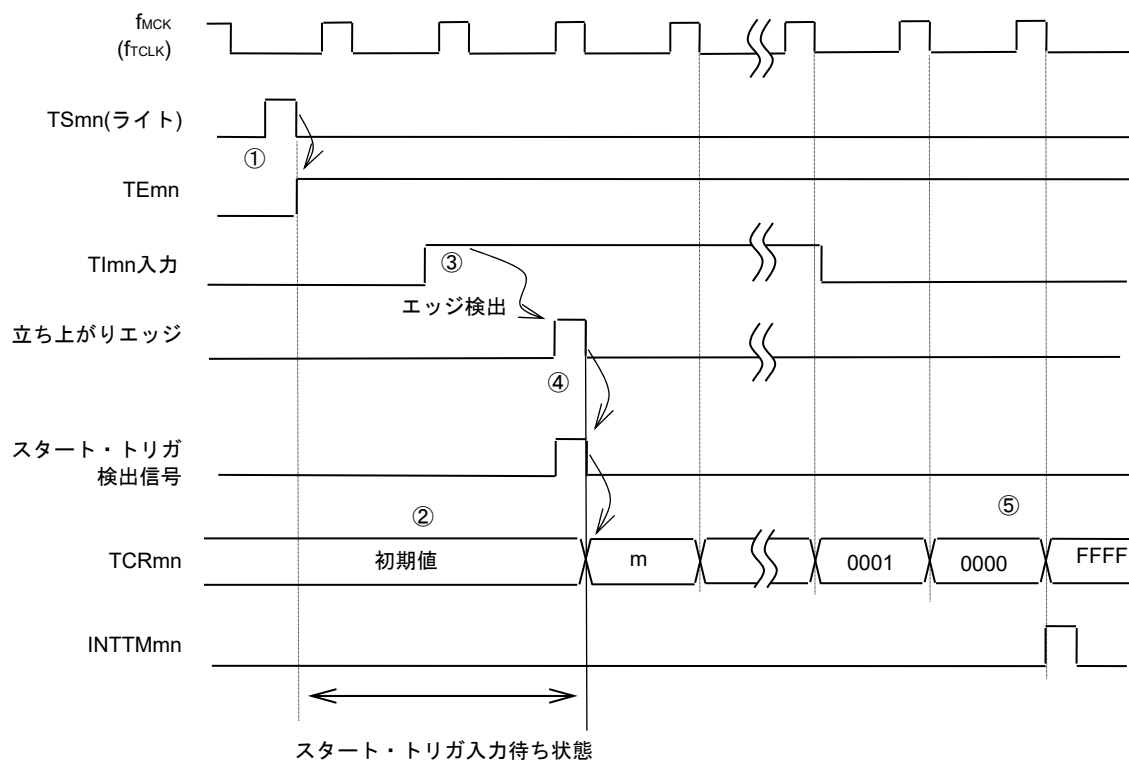 fMCK
(fTCLK)
TSmn(ライト)
①
TEmn
TImn入力
③
エッジ検出
立ち上がりエッジ
④
スタート・トリガ
検出信号
②
⑤
TCRmn
初期値
m
0001
0000
FFFF
INTTMmn
スタート・トリガ入力待ち状態